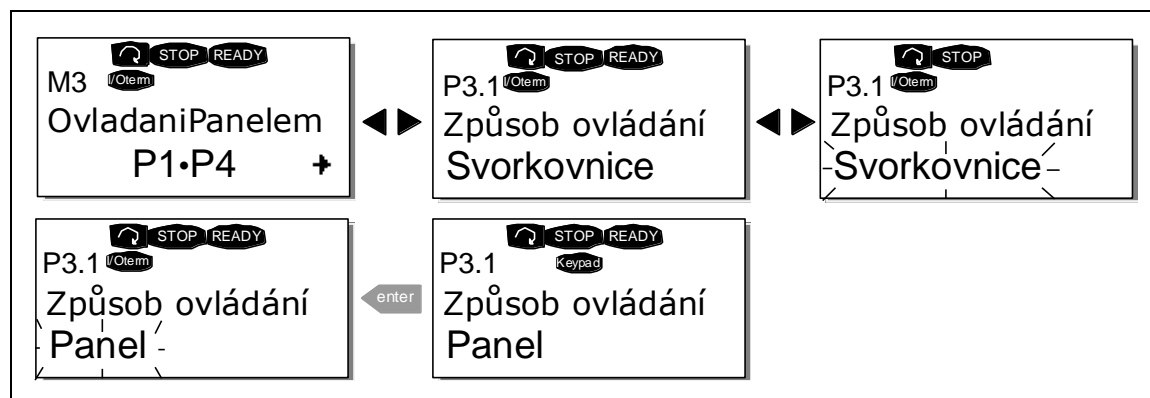 STOP READY
M3 I/Oterm
OvladaniPanelem
P1•P4
STOP READY
P3.1 I/Oterm
Způsob ovládání
Svorkovnice
STOP
P3.1 I/Oterm
Způsob ovládání
Svorkovnice
STOP READY
P3.1 I/Oterm
Způsob ovládání
Panel
enter
STOP READY
P3.1 Keypad
Způsob ovládání
Panel